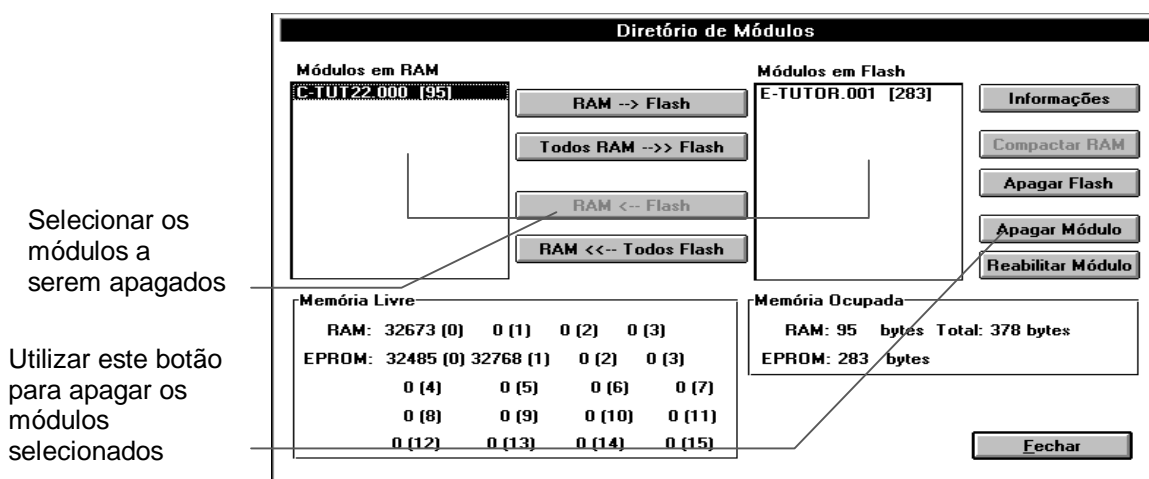 Diretório de Módulos
Módulos em RAM
C-TUT22.000 [95]
RAM --> Flash
Todos RAM -->> Flash
RAM <-- Flash
RAM <<-- Todos Flash
Módulos em Flash
E-TUTOR.001 [283]
Informações
Compactar RAM
Apagar Flash
Apagar Módulo
Reabilitar Módulo
Selecionar os
módulos a
serem apagados
Utilizar este botão
para apagar os
módulos
selecionados
Memória Livre
RAM: 32673 (0) 0 (1) 0 (2) 0 (3)
EPROM: 32485 (0) 32768 (1) 0 (2) 0 (3)
0 (4) 0 (5) 0 (6) 0 (7)
0 (8) 0 (9) 0 (10) 0 (11)
0 (12) 0 (13) 0 (14) 0 (15)
Memória Ocupada
RAM: 95 bytes Total: 378 bytes
EPROM: 283 bytes
Fechar